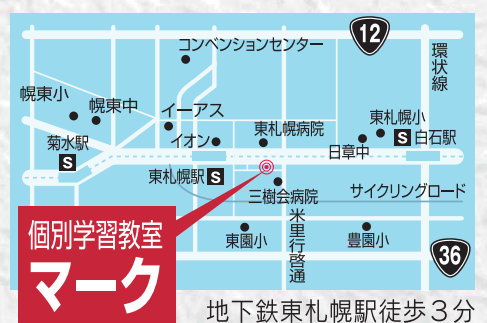 12
コンベンションセンター
環状線
幌東小
幌東中
イーアス
東札幌小
菊水駅
S
イオン
東札幌病院
日章中
S 白石駅
東札幌駅 S
三樹会病院
サイクリングロード
個別学習教室
マーク
東園小
米里行啓通
豊園小
36
地下鉄東札幌駅徒歩3分